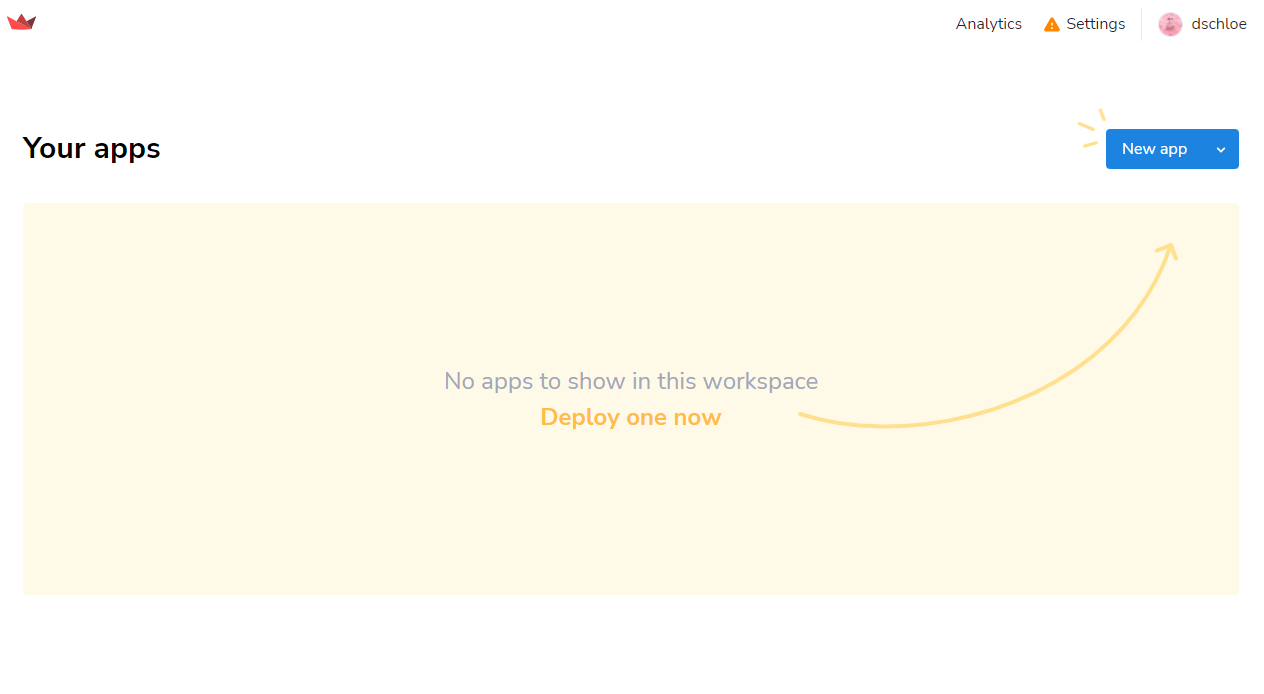 Analytics
Settings
dschloe
Your apps
New app
No apps to show in this workspace
Deploy one now